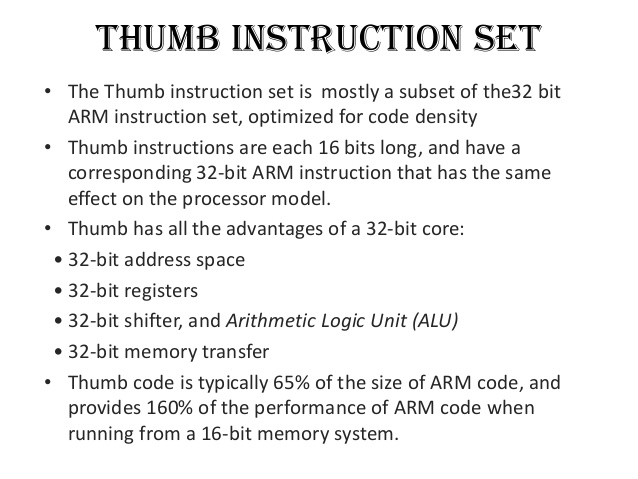 THUMB INSTRUCTION SET
• The Thumb instruction set is mostly a subset of the32 bit
ARM instruction set, optimized for code density
• Thumb instructions are each 16 bits long, and have a
corresponding 32-bit ARM instruction that has the same
effect on the processor model.
• Thumb has all the advantages of a 32-bit core:
• 32-bit address space
• 32-bit registers
• 32-bit shifter, and Arithmetic Logic Unit (ALU)
• 32-bit memory transfer
• Thumb code is typically 65% of the size of ARM code, and
provides 160% of the performance of ARM code when
running from a 16-bit memory system.